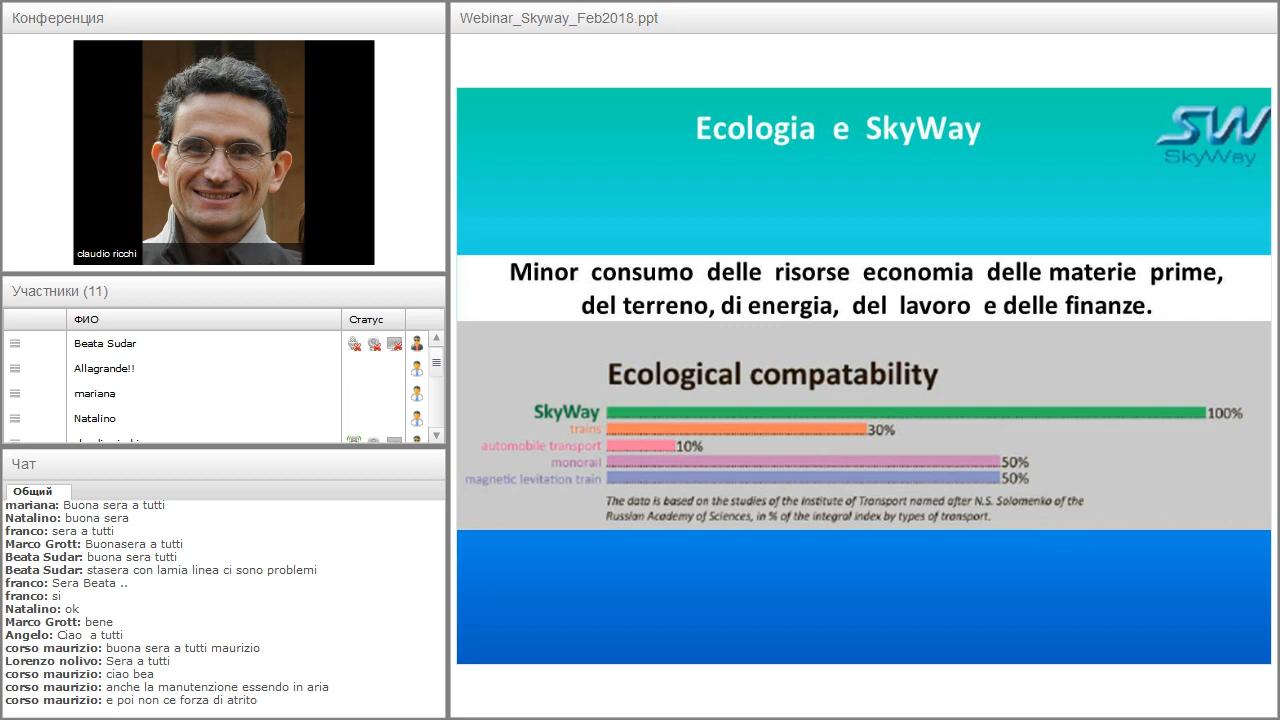 Конференция
claudio ricchi
Участники (11)
ФИО
Статус
Beata Sudar
Allagrande!!
mariana
Natalino
Чат
Общий
mariana: Buona sera a tutti
Natalino: buona sera
franco: sera a tutti
Marco Grott: Buonasera a tutti
Beata Sudar: buona sera tutti
Beata Sudar: stasera con lamia linea ci sono problemi
franco: Sera Beata ..
franco: si
Natalino: ok
Marco Grott: bene
Angelo: Ciao a tutti
corso maurizio: buona sera a tutti maurizio
Lorenzo nolivo: Sera a tutti
corso maurizio: ciao bea
corso maurizio: anche la manutenzione essendo in aria
corso maurizio: e poi non ce forza di atrito
Webinar_Skyway_Feb2018.ppt
Ecologia e SkyWay
SW
SkyWay
Minor consumo delle risorse economia delle materie prime,
del terreno, di energia, del lavoro e delle finanze.
Ecological compatability
SkyWay 100%
trains 30%
automobile transport 10%
monorail 50%
magnetic levitation train 50%
The data is based on the studies of the Institute of Transport named after N.S. Solomenko of the
Russian Academy of Sciences, in % of the integral index by types of transport.